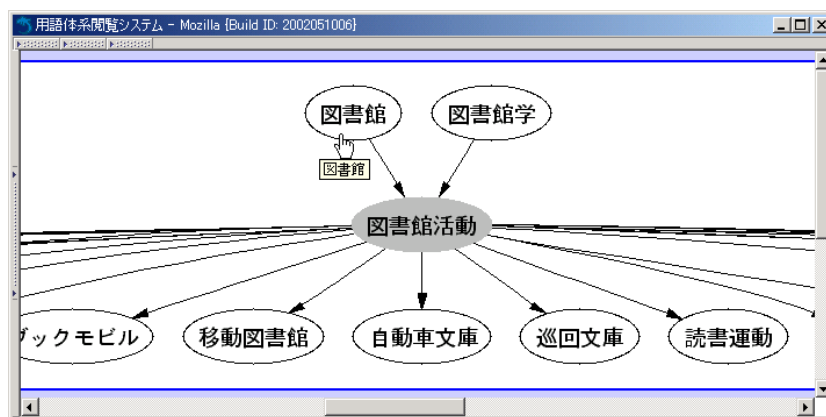 用語体系閲覧システム - Mozilla {Build ID: 2002051006}
図書館
図書館学
図書館
図書館活動
ブックモビル
移動図書館
自動車文庫
巡回文庫
読書運動